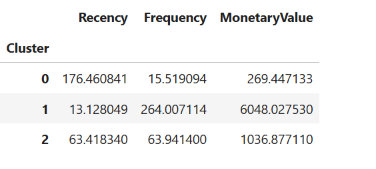 Recency Frequency MonetaryValue
Cluster
0 176.460841 15.519094 269.447133
1 13.128049 264.007114 6048.027530
2 63.418340 63.941400 1036.877110